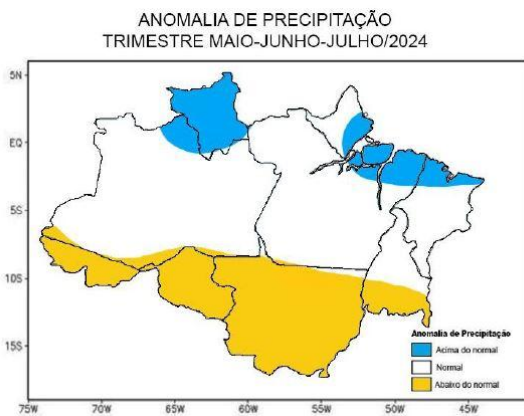 ANOMALIA DE PRECIPITAÇÃO
TRIMESTRE MAIO-JUNHO-JULHO/2024
5N
EQ
5S
10S
15S
Anomalia de Precipitação
Acima do normal
Normal
Abaixo do normal
75W
70W
65W
60W
55W
50W
45W